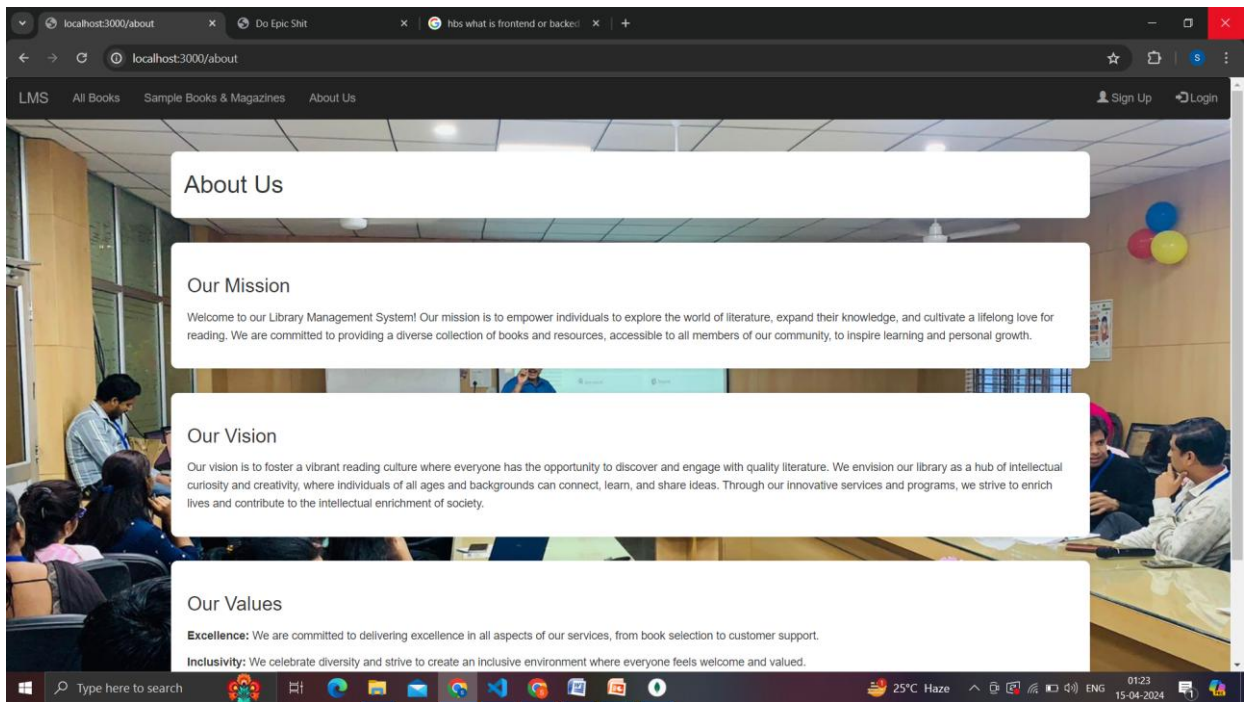 localhost:3000/about
Do Epic Shit
hbs what is frontend or backed
localhost:3000/about
S
LMS All Books Sample Books & Magazines About Us Sign Up Login
About Us
Our Mission
Welcome to our Library Management System! Our mission is to empower individuals to explore the world of literature, expand their knowledge, and cultivate a lifelong love for
reading. We are committed to providing a diverse collection of books and resources, accessible to all members of our community, to inspire learning and personal growth.
Our Vision
Our vision is to foster a vibrant reading culture where everyone has the opportunity to discover and engage with quality literature. We envision our library as a hub of intellectual
curiosity and creativity, where individuals of all ages and backgrounds can connect, learn, and share ideas. Through our innovative services and programs, we strive to enrich
lives and contribute to the intellectual enrichment of society.
Our Values
Excellence: We are committed to delivering excellence in all aspects of our services, from book selection to customer support.
Inclusivity: We celebrate diversity and strive to create an inclusive environment where everyone feels welcome and valued.
Type here to search
25°C Haze
ENG
01:23
15-04-2024
1